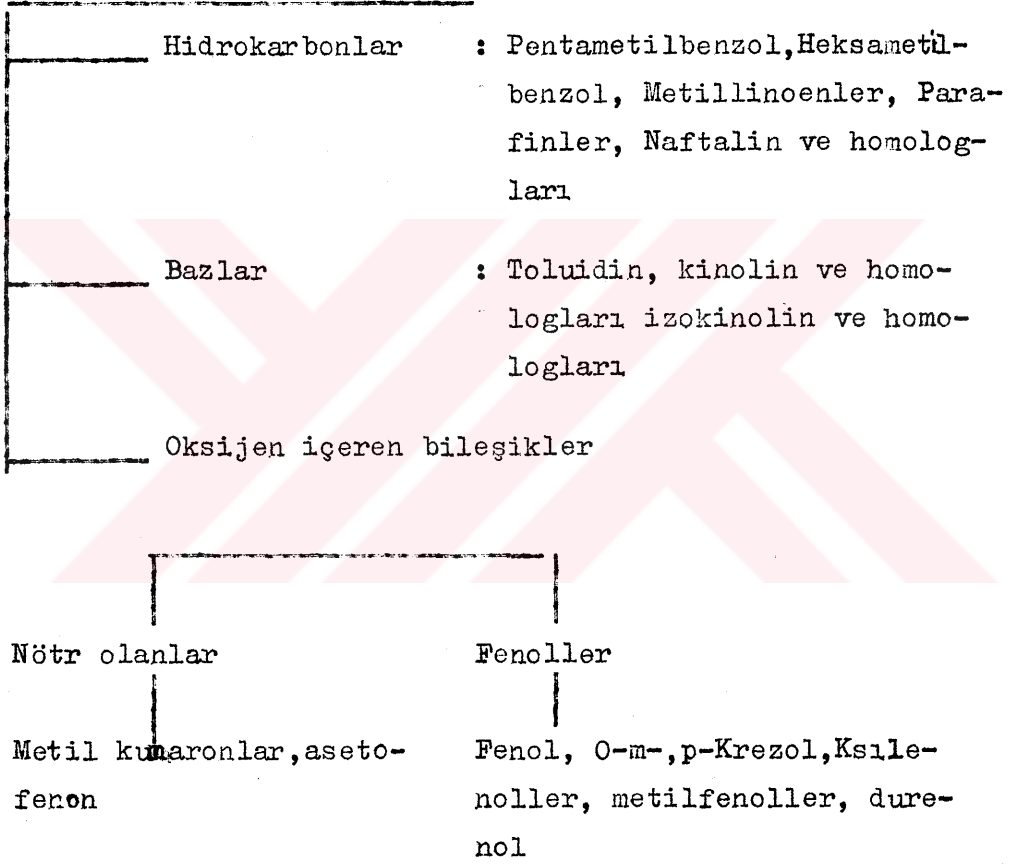 Hidrokarbonlar : Pentametilbenzol,Heksametil-
benzol, Metillinoenler, Para-
finler, Naftalin ve homolog-
ları
Bazlar : Toluidin, kinolin ve homo-
logları izokinolin ve homo-
logları
Oksijen içeren bileşikler
Nötr olanlar Fenoller
Metil kumaronlar,aseto- Fenol, O-m-,p-Krezol,Ksıle-
fenon noller, metilfenoller, dure-
nol